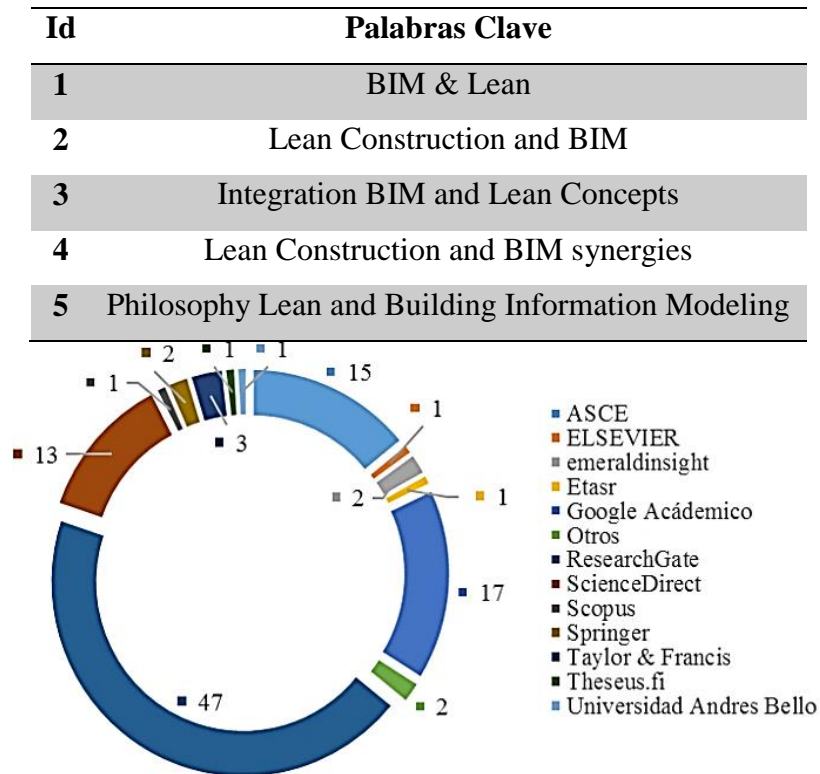 Id Palabras Clave
1 BIM & Lean
2 Lean Construction and BIM
3 Integration BIM and Lean Concepts
4 Lean Construction and BIM synergies
5 Philosophy Lean and Building Information Modeling
2 1 1
1 15
3 1
13
2 1
17
47 2
ASCE
ELSEVIER
emeraldinsight
Etasr
Google Acádemico
Otros
ResearchGate
ScienceDirect
Scopus
Springer
Taylor & Francis
Theseus.fi
Universidad Andres Bello